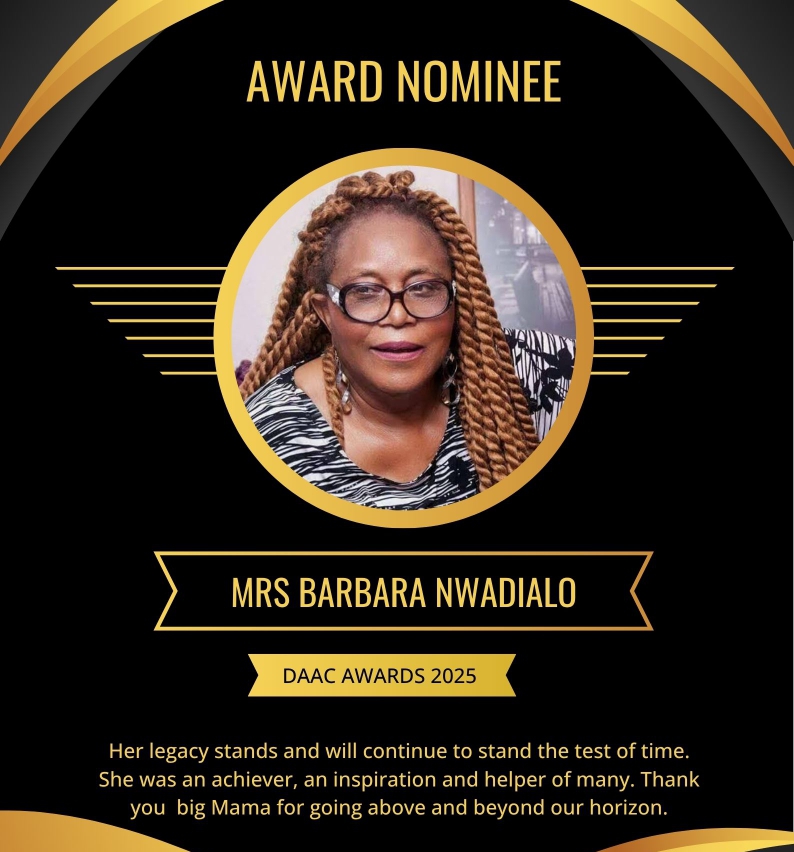 AWARD NOMINEE
MRS BARBARA NWADIALO
DAAC AWARDS 2025
Her legacy stands and will continue to stand the test of time.
She was an achiever, an inspiration and helper of many. Thank
you  big Mama for going above and beyond our horizon.